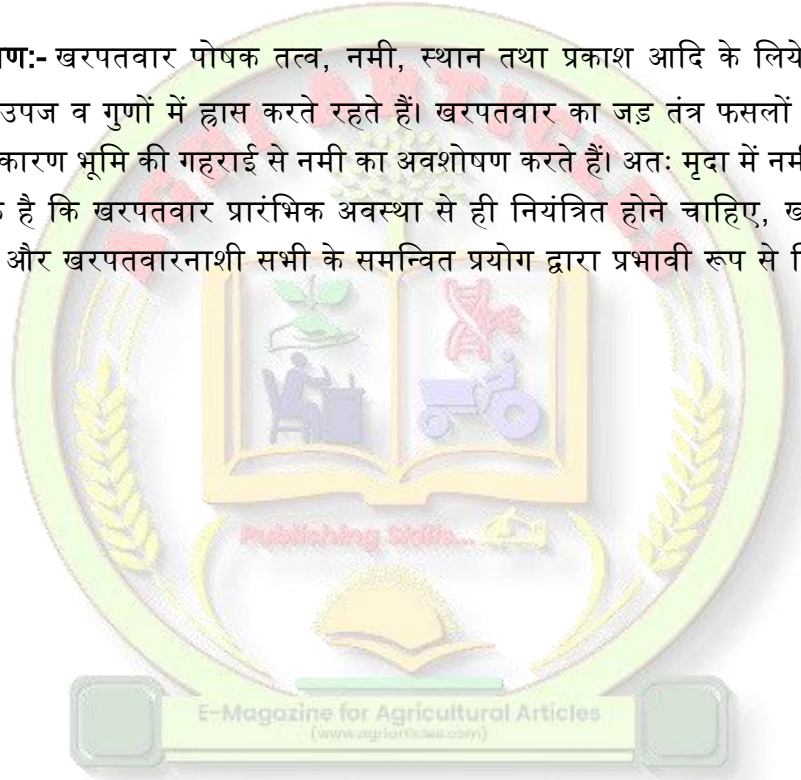 ण:- खरपतवार पोषक तत्व, नमी, स्थान तथा प्रकाश आदि के लिये
उपज व गुणों में ह्रास करते रहते हैं। खरपतवार का जड़ तंत्र फसलों
कारण भूमि की गहराई से नमी का अवशोषण करते हैं। अतः मृदा में नमी
है कि खरपतवार प्रारंभिक अवस्था से ही नियंत्रित होने चाहिए,
और खरपतवारनाशी सभी के समन्वित प्रयोग द्वारा प्रभावी रूप से
AGRI ARTICLES
Publishing Skills...
E-Magazine for Agricultural Articles
(www.agriarticles.com)